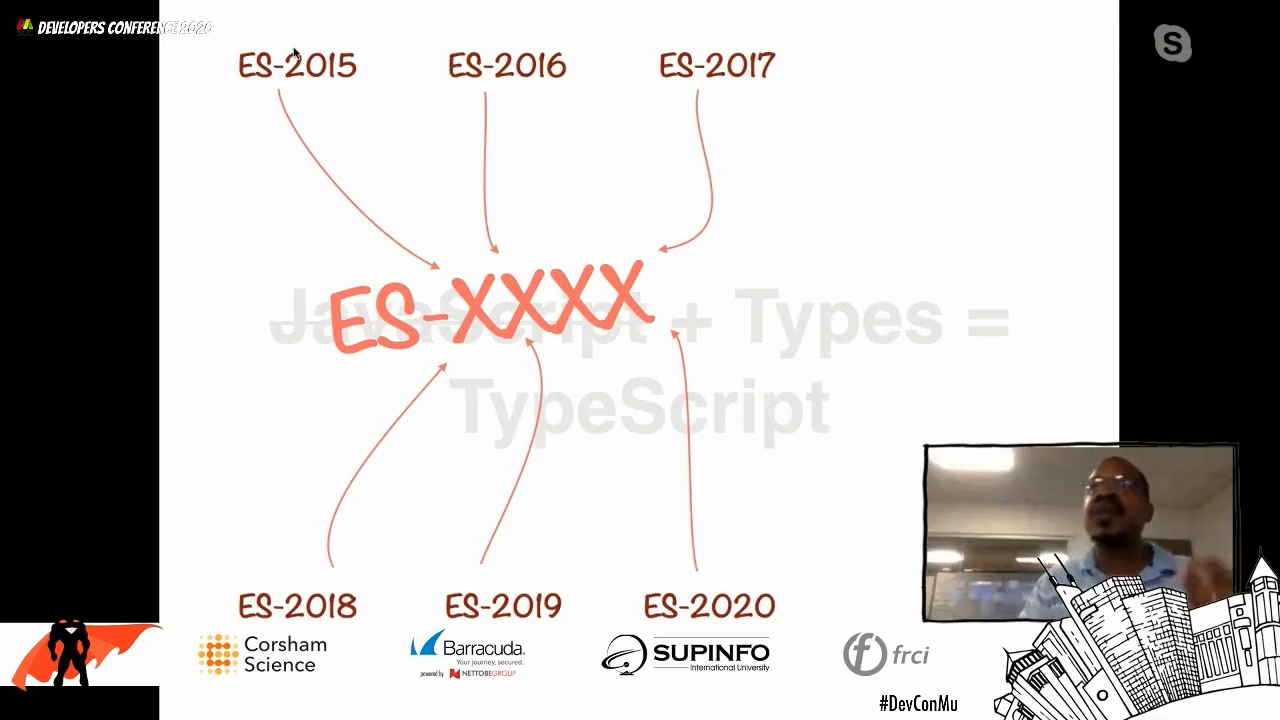 DEVELOPERS CONFERENCE 2020
S
ES-2015 ES-2016 ES-2017
ES-XXXX
JavaScript + Types =
TypeScript
ES-2018 ES-2019 ES-2020
Corsham
Science
Barracuda.
Your journey, secured.
powered by NETTOBEGROUP
SUPINFO
International University
f frci
#DevConMu